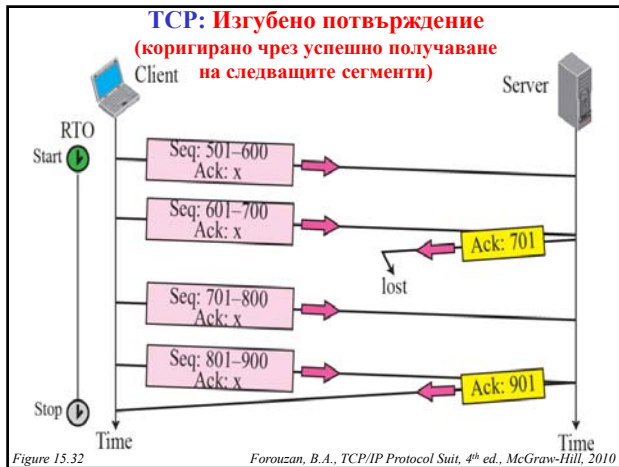 TCP: Изгубено потвърждение
(коригирано чрез успешно получаване
на следващите сегменти)
Client
Server
RTO
Start
Seq: 501–600
Ack: x
Seq: 601–700
Ack: x
Ack: 701
lost
Seq: 701–800
Ack: x
Seq: 801–900
Ack: x
Ack: 901
Stop
Time
Time
Figure 15.32
Forouzan, B.A., TCP/IP Protocol Suit, 4th ed., McGraw-Hill, 2010